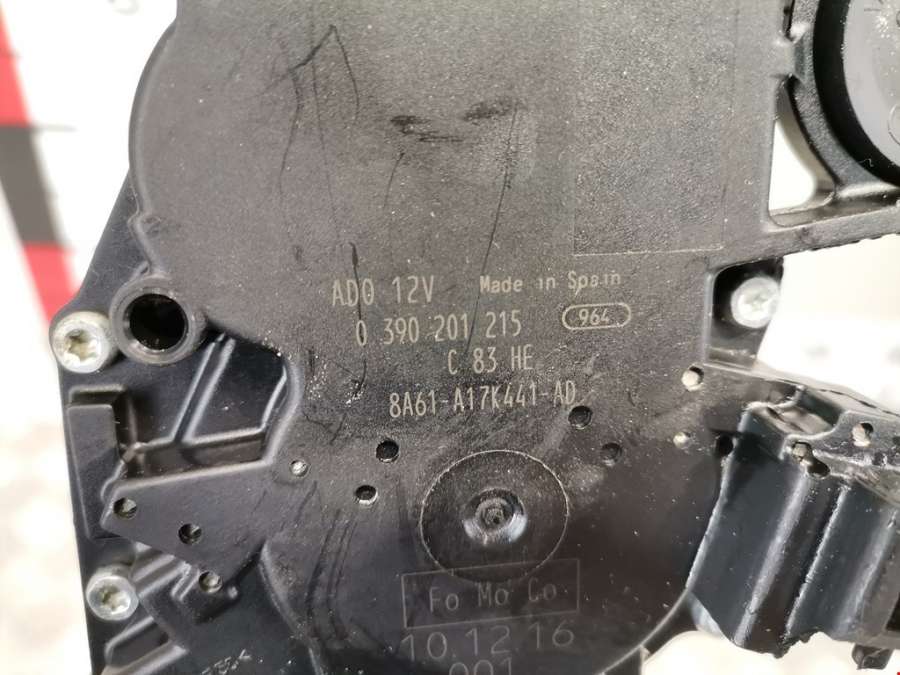 ADO 12V Made in Spain
0 390 201 215 964
C 83 HE
8A61-A17K441-AD
Fo Mo Co
10.12.16
001